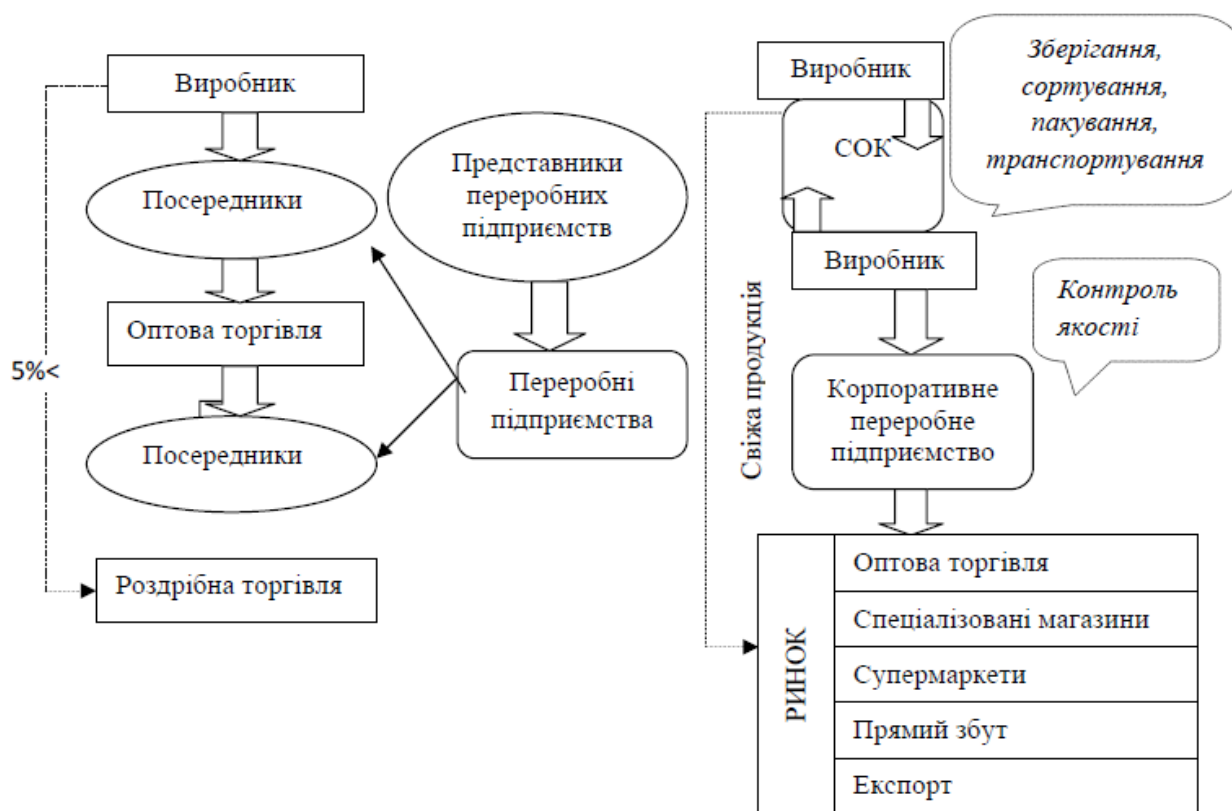 Виробник
Посередники
Оптова торгівля
5%<
Посередники
Роздрібна торгівля
Представники
переробних
підприємств
Переробні
підприємства
Виробник
СОК
Виробник
Зберігання,
сортування,
пакування,
транспортування
Контроль
якості
Свіжа продукція
Корпоративне
переробне
підприємство
РИНОК
Оптова торгівля
Спеціалізовані магазини
Супермаркети
Прямий збут
Експорт